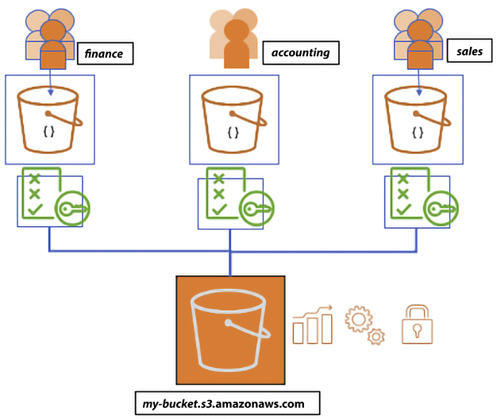 finance
accounting
sales
{ }
{ }
{ }
my-bucket.s3.amazonaws.com